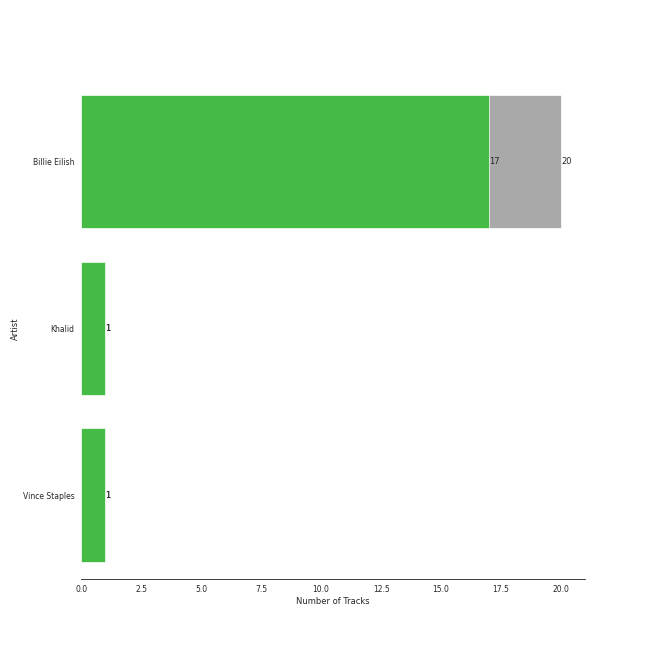 Billie Eilish
17
20
Khalid
1
Artist
Vince Staples
1
0.0 2.5 5.0 7.5 10.0 12.5 15.0 17.5 20.0
Number of Tracks